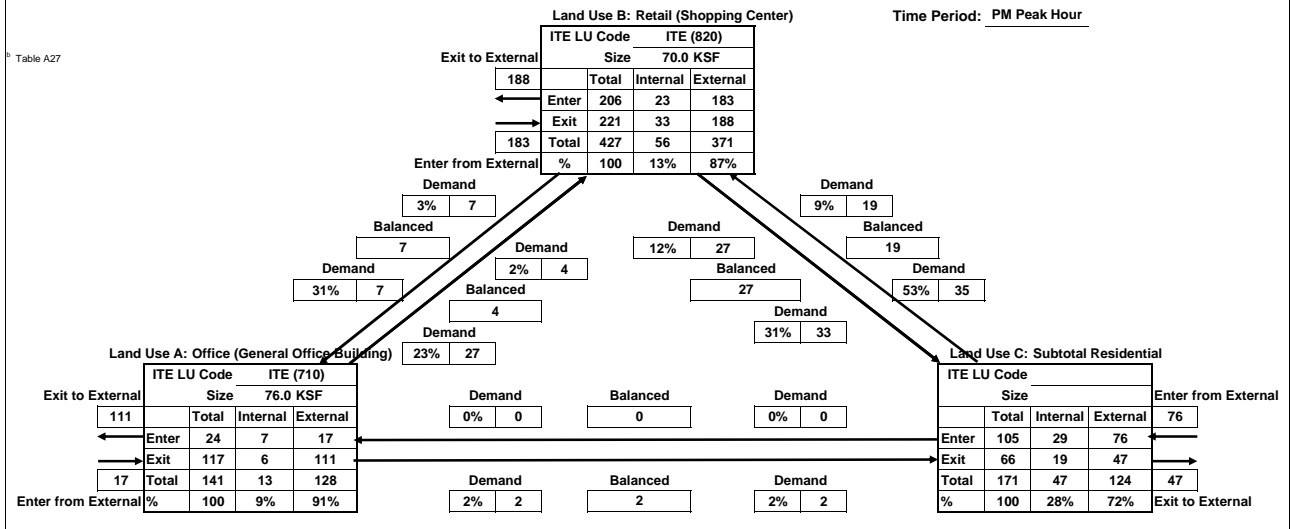 Land Use B: Retail (Shopping Center)
Time Period: PM Peak Hour
b Table A27
ITE LU Code ITE (820)
Exit to External Size 70.0 KSF
188 Total Internal External
Enter 206 23 183
Exit 221 33 188
183 Total 427 56 371
Enter from External % 100 13% 87%
Demand Demand
3% 7 9% 19
Balanced Demand Demand Balanced
7 2% 4 12% 27 19
Demand Balanced Balanced Demand
31% 7 4 27 53% 35
Demand Demand
23% 27 31% 33
Land Use A: Office (General Office Building) Land Use C: Subtotal Residential
ITE LU Code ITE (710) ITE LU Code
Exit to External Size 76.0 KSF Demand Balanced Demand Size Enter from External
111 Total Internal External 0% 0 0 0% 0 Total Internal External 76
Enter 24 7 17 Enter 105 29 76
Exit 117 6 111 Exit 66 19 47
17 Total 141 13 128 Demand Balanced Demand Total 171 47 124 47
Enter from External % 100 9% 91% 2% 2 2 2% 2 % 100 28% 72% Exit to External